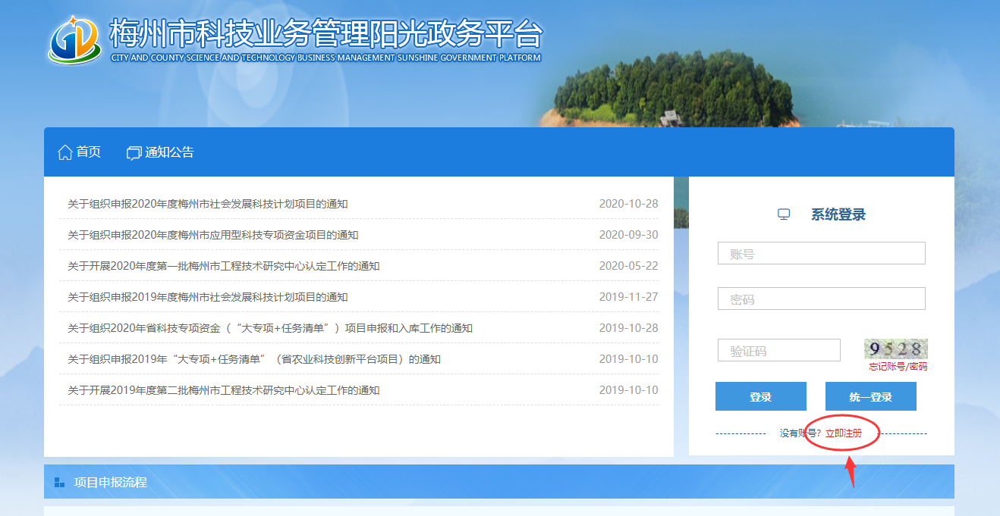 梅州市科技业务管理阳光政务平台
CITY AND COUNTY SCIENCE AND TECHNOLOGY BUSINESS MANAGEMENT SUNSHINE GOVERNMENT PLATFORM
首页 通知公告
关于组织申报2020年度梅州市社会发展科技计划项目的通知 2020-10-28
关于组织申报2020年度梅州市应用型科技专项资金项目的通知 2020-09-30
关于开展2020年度第一批梅州市工程技术研究中心认定工作的通知 2020-05-22
关于组织申报2019年度梅州市社会发展科技计划项目的通知 2019-11-27
关于组织2020年省科技专项资金（“大专项+任务清单”）项目申报和入库工作的通知 2019-10-28
关于组织申报2019年“大专项+任务清单”（省农业科技创新平台项目）的通知 2019-10-10
关于开展2019年度第二批梅州市工程技术研究中心认定工作的通知 2019-10-10
系统登录
账号
密码
验证码 9528
忘记账号/密码
登录 统一登录
没有账号？立即注册
项目申报流程